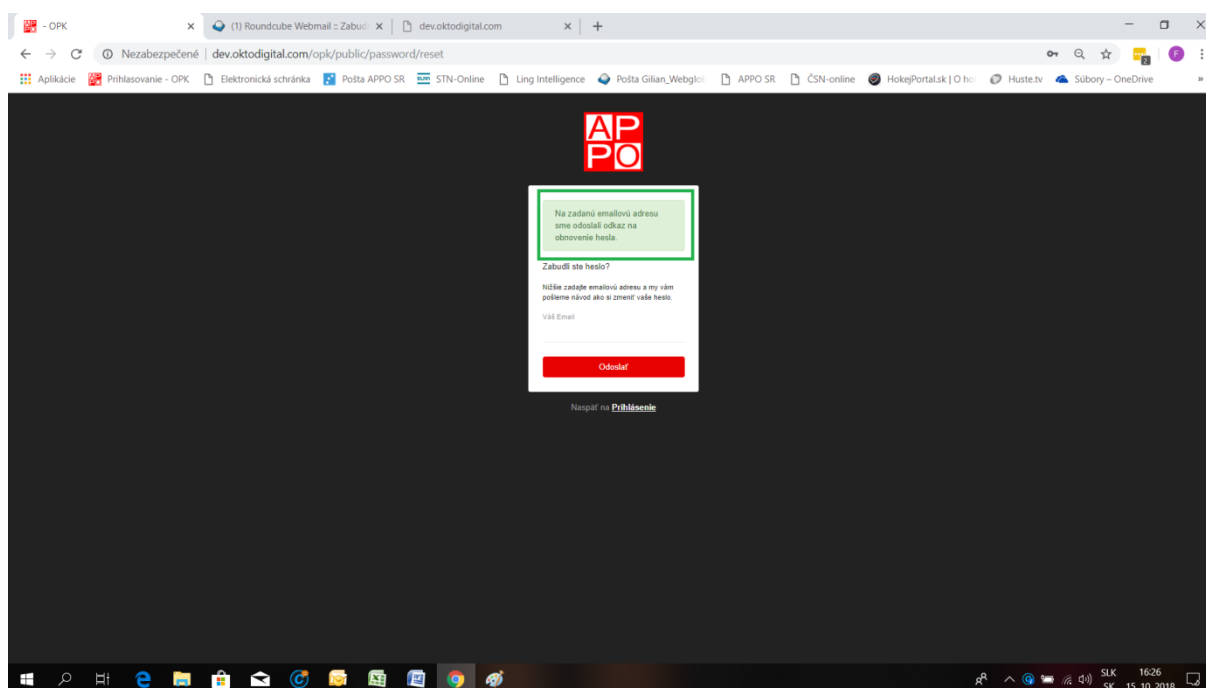 - OPK
(1) Roundcube Webmail :: Zabud
dev.oktodigital.com
Nezabezpečené | dev.oktodigital.com/opk/public/password/reset
Aplikácie
Prihlasovanie - OPK
Elektronická schránka
Pošta APPO SR
STN-Online
Ling Intelligence
Pošta Gilian_Webglob
APPO SR
ČSN-online
HokejPortal.sk | O ho
Huste.tv
Súbory – OneDrive
AP
PO
Na zadanú emailovú adresu
sme odoslali odkaz na
obnovenie hesla.
Zabudli ste heslo?
Nižšie zadajte emailovú adresu a my vám
pošleme návod ako si zmeniť vaše heslo.
Váš Email
Odoslať
Naspäť na Prihlásenie
SLK
SK
16:26
15. 10. 2018